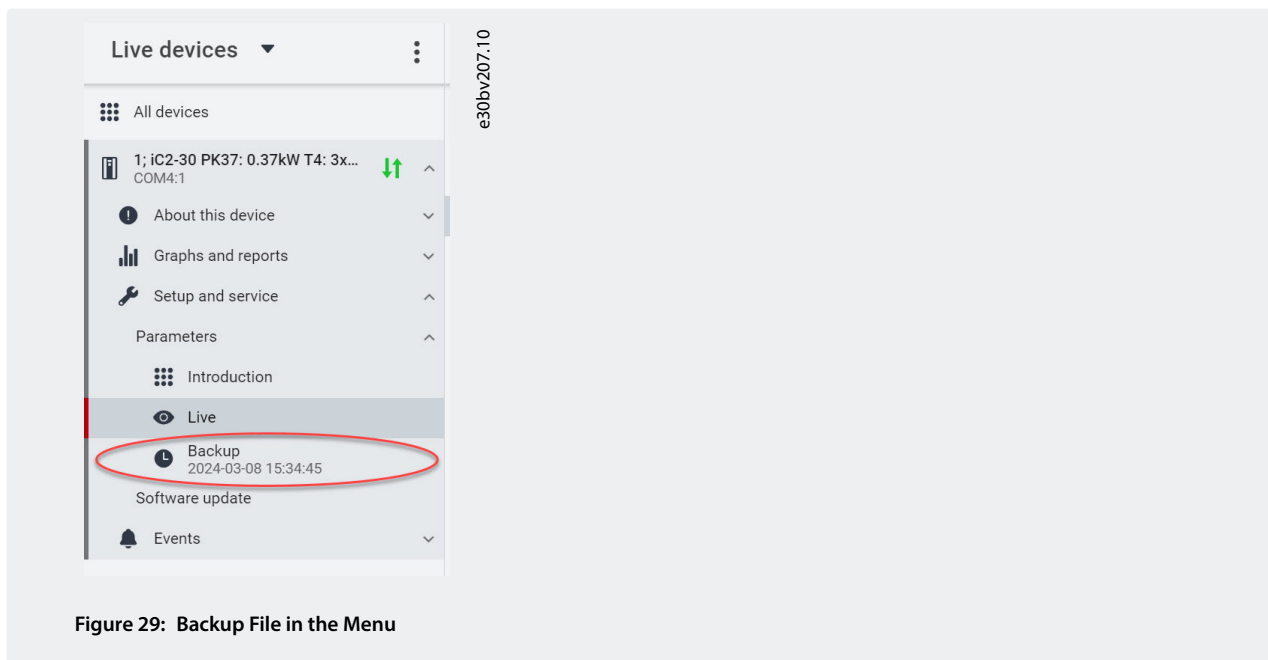 Live devices
e30bv207.10
All devices
1; iC2-30 PK37: 0.37kW T4: 3x...
COM4:1
About this device
Graphs and reports
Setup and service
Parameters
Introduction
Live
Backup
2024-03-08 15:34:45
Software update
Events
Figure 29: Backup File in the Menu